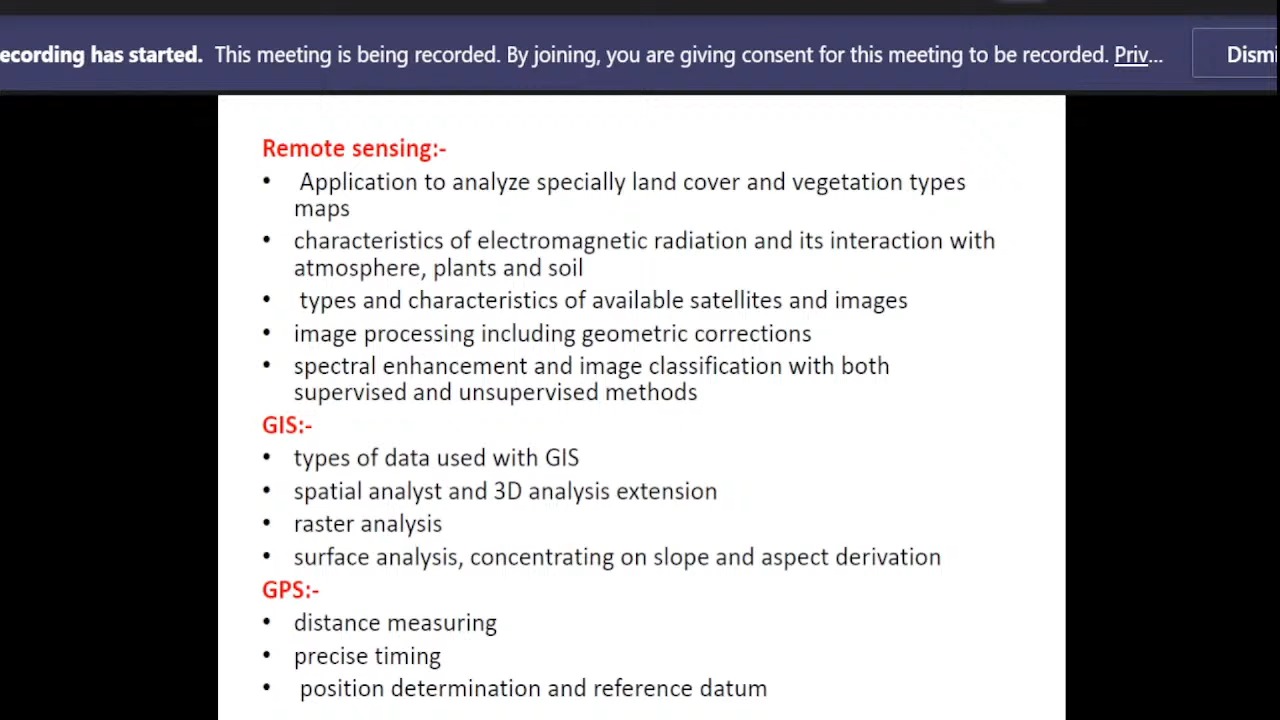 ecording has started. This meeting is being recorded. By joining, you are giving consent for this meeting to be recorded. Priv...
Dismi
Remote sensing:-
• Application to analyze specially land cover and vegetation types
maps
• characteristics of electromagnetic radiation and its interaction with
atmosphere, plants and soil
• types and characteristics of available satellites and images
• image processing including geometric corrections
• spectral enhancement and image classification with both
supervised and unsupervised methods
GIS:-
• types of data used with GIS
• spatial analyst and 3D analysis extension
• raster analysis
• surface analysis, concentrating on slope and aspect derivation
GPS:-
• distance measuring
• precise timing
• position determination and reference datum